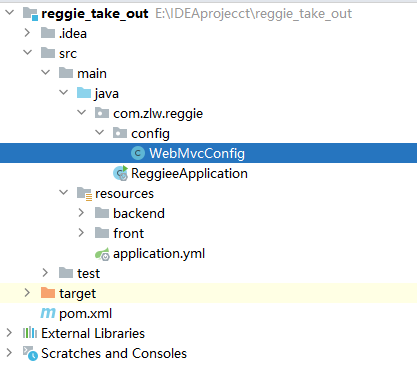 reggie_take_out E:\IDEAprojecct\reggie_take_out
.idea
src
main
java
com.zlw.reggie
config
WebMvcConfig
ReggieeApplication
resources
backend
front
application.yml
test
target
pom.xml
External Libraries
Scratches and Consoles